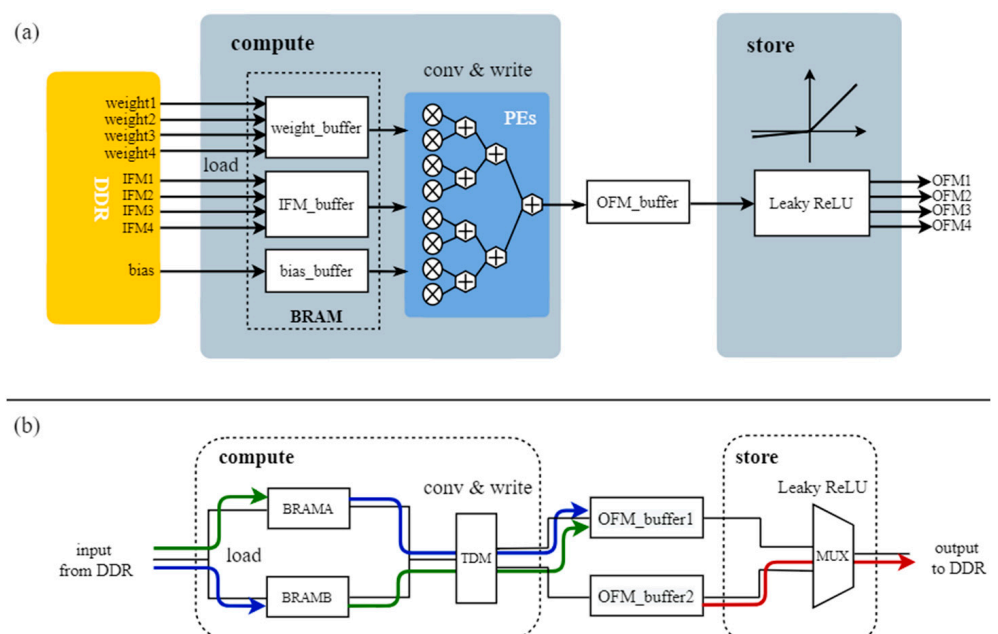 (a)
compute
store
conv & write
DDR
weight1
weight2
weight3
weight4
load
IFM1
IFM2
IFM3
IFM4
bias
weight_buffer
IFM_buffer
bias_buffer
BRAM
PEs
OFM_buffer
Leaky ReLU
OFM1
OFM2
OFM3
OFM4
(b)
compute
store
conv & write
Leaky ReLU
input
from DDR
load
BRAMA
BRAMB
TDM
OFM_buffer1
OFM_buffer2
MUX
output
to DDR